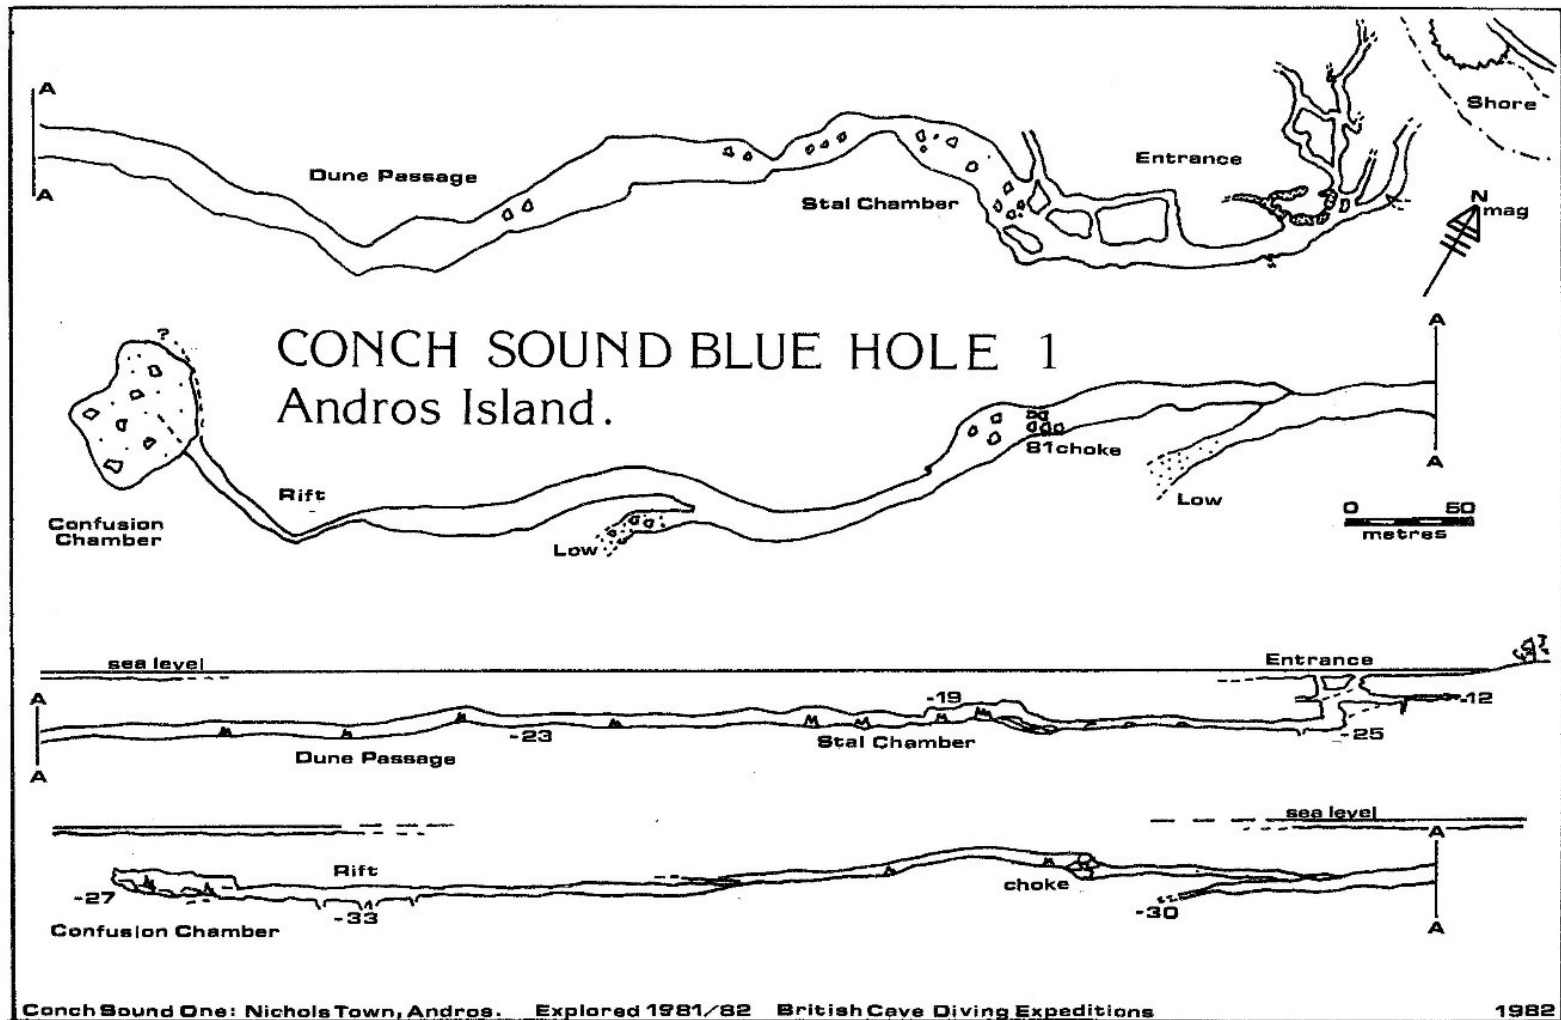 A
Shore
Dune Passage
Entrance
A
Stal Chamber
N
mag
A
?
CONCH SOUND BLUE HOLE 1
Andros Island.
81 choke
A
Rift
Low
Confusion
Chamber
Low
0 50
metres
sea level
Entrance
A
-19
-12
-23
Stal Chamber
-25
Dune Passage
A
sea level
A
Rift
choke
-27
-33
-30
Confusion Chamber
A
Conch Sound One: Nichols Town, Andros. Explored 1981/82 British Cave Diving Expeditions 1982